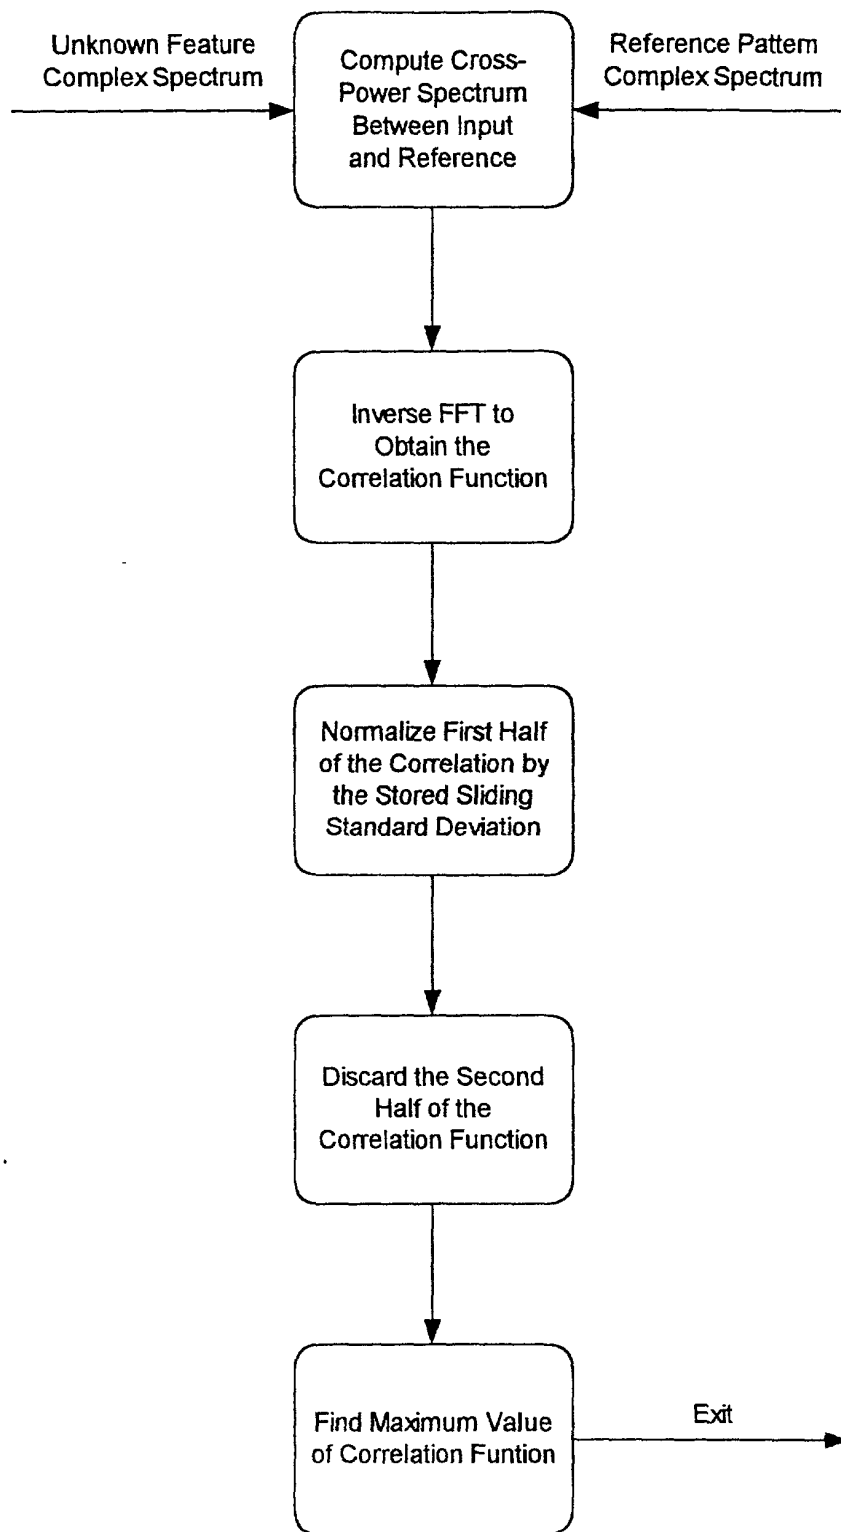 Unknown Feature
Complex Spectrum
Compute Cross-
Power Spectrum
Between Input
and Reference
Reference Pattern
Complex Spectrum
Inverse FFT to
Obtain the
Correlation Function
Normalize First Half
of the Correlation by
the Stored Sliding
Standard Deviation
Discard the Second
Half of the
Correlation Function
Find Maximum Value
of Correlation Funtion
Exit